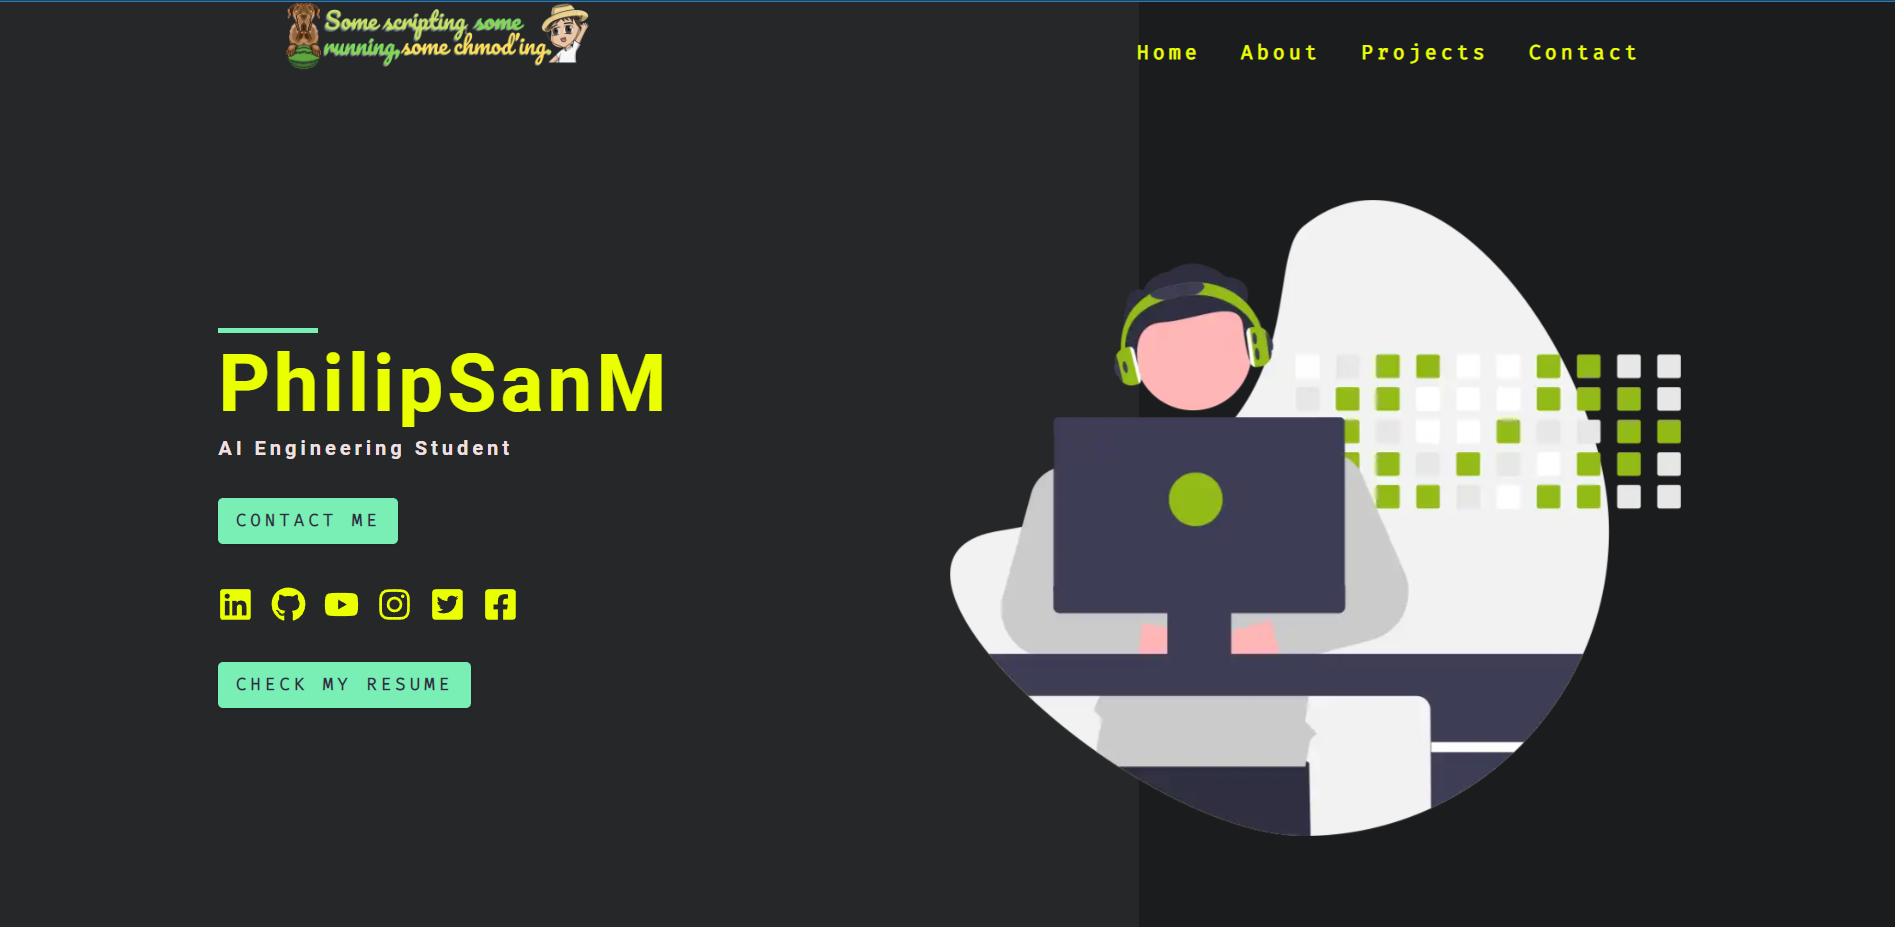 Some scripting some
running, some chmod'ing.
Home About Projects Contact
PhilipSanM
AI Engineering Student
CONTACT ME
in
CHECK MY RESUME